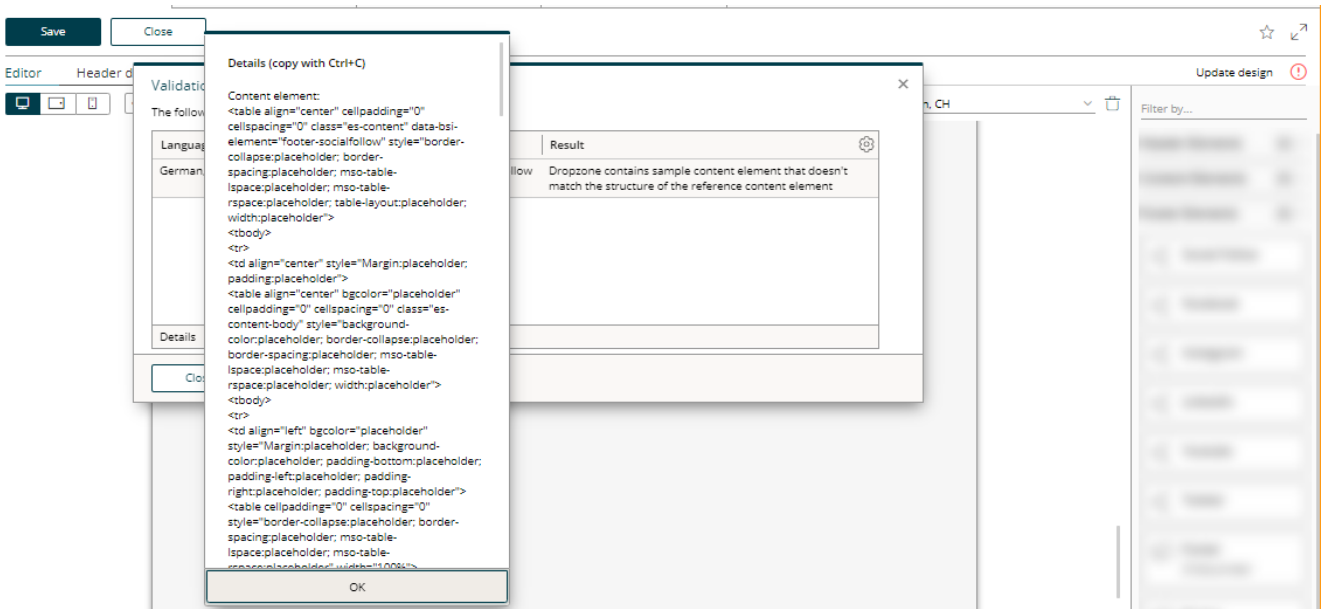 Save
Close
Editor
Header d
Update design
Validatio
The follow
n, CH
Filter by...
Languag
Result
German,
llow
Dropzone contains sample content element that doesn't
match the structure of the reference content element
Details
Clos
Details (copy with Ctrl+C)
Content element:
<table align="center" cellpadding="0"
cellspacing="0" class="es-content" data-bsi-
element="footer-socialfollow" style="border-
collapse:placeholder; border-
spacing:placeholder; mso-table-
lspace:placeholder; mso-table-
rspace:placeholder; table-layout:placeholder;
width:placeholder">
<tbody>
<tr>
<td align="center" style="Margin:placeholder;
padding:placeholder">
<table align="center" bgcolor="placeholder"
cellpadding="0" cellspacing="0" class="es-
content-body" style="background-
color:placeholder; border-collapse:placeholder;
border-spacing:placeholder; mso-table-
lspace:placeholder; mso-table-
rspace:placeholder; width:placeholder">
<tbody>
<tr>
<td align="left" bgcolor="placeholder"
style="Margin:placeholder; background-
color:placeholder; padding-bottom:placeholder;
padding-left:placeholder; padding-
right:placeholder; padding-top:placeholder">
<table cellpadding="0" cellspacing="0"
style="border-collapse:placeholder; border-
spacing:placeholder; mso-table-
lspace:placeholder; mso-table-
rspace:placeholder" width="100%">
OK